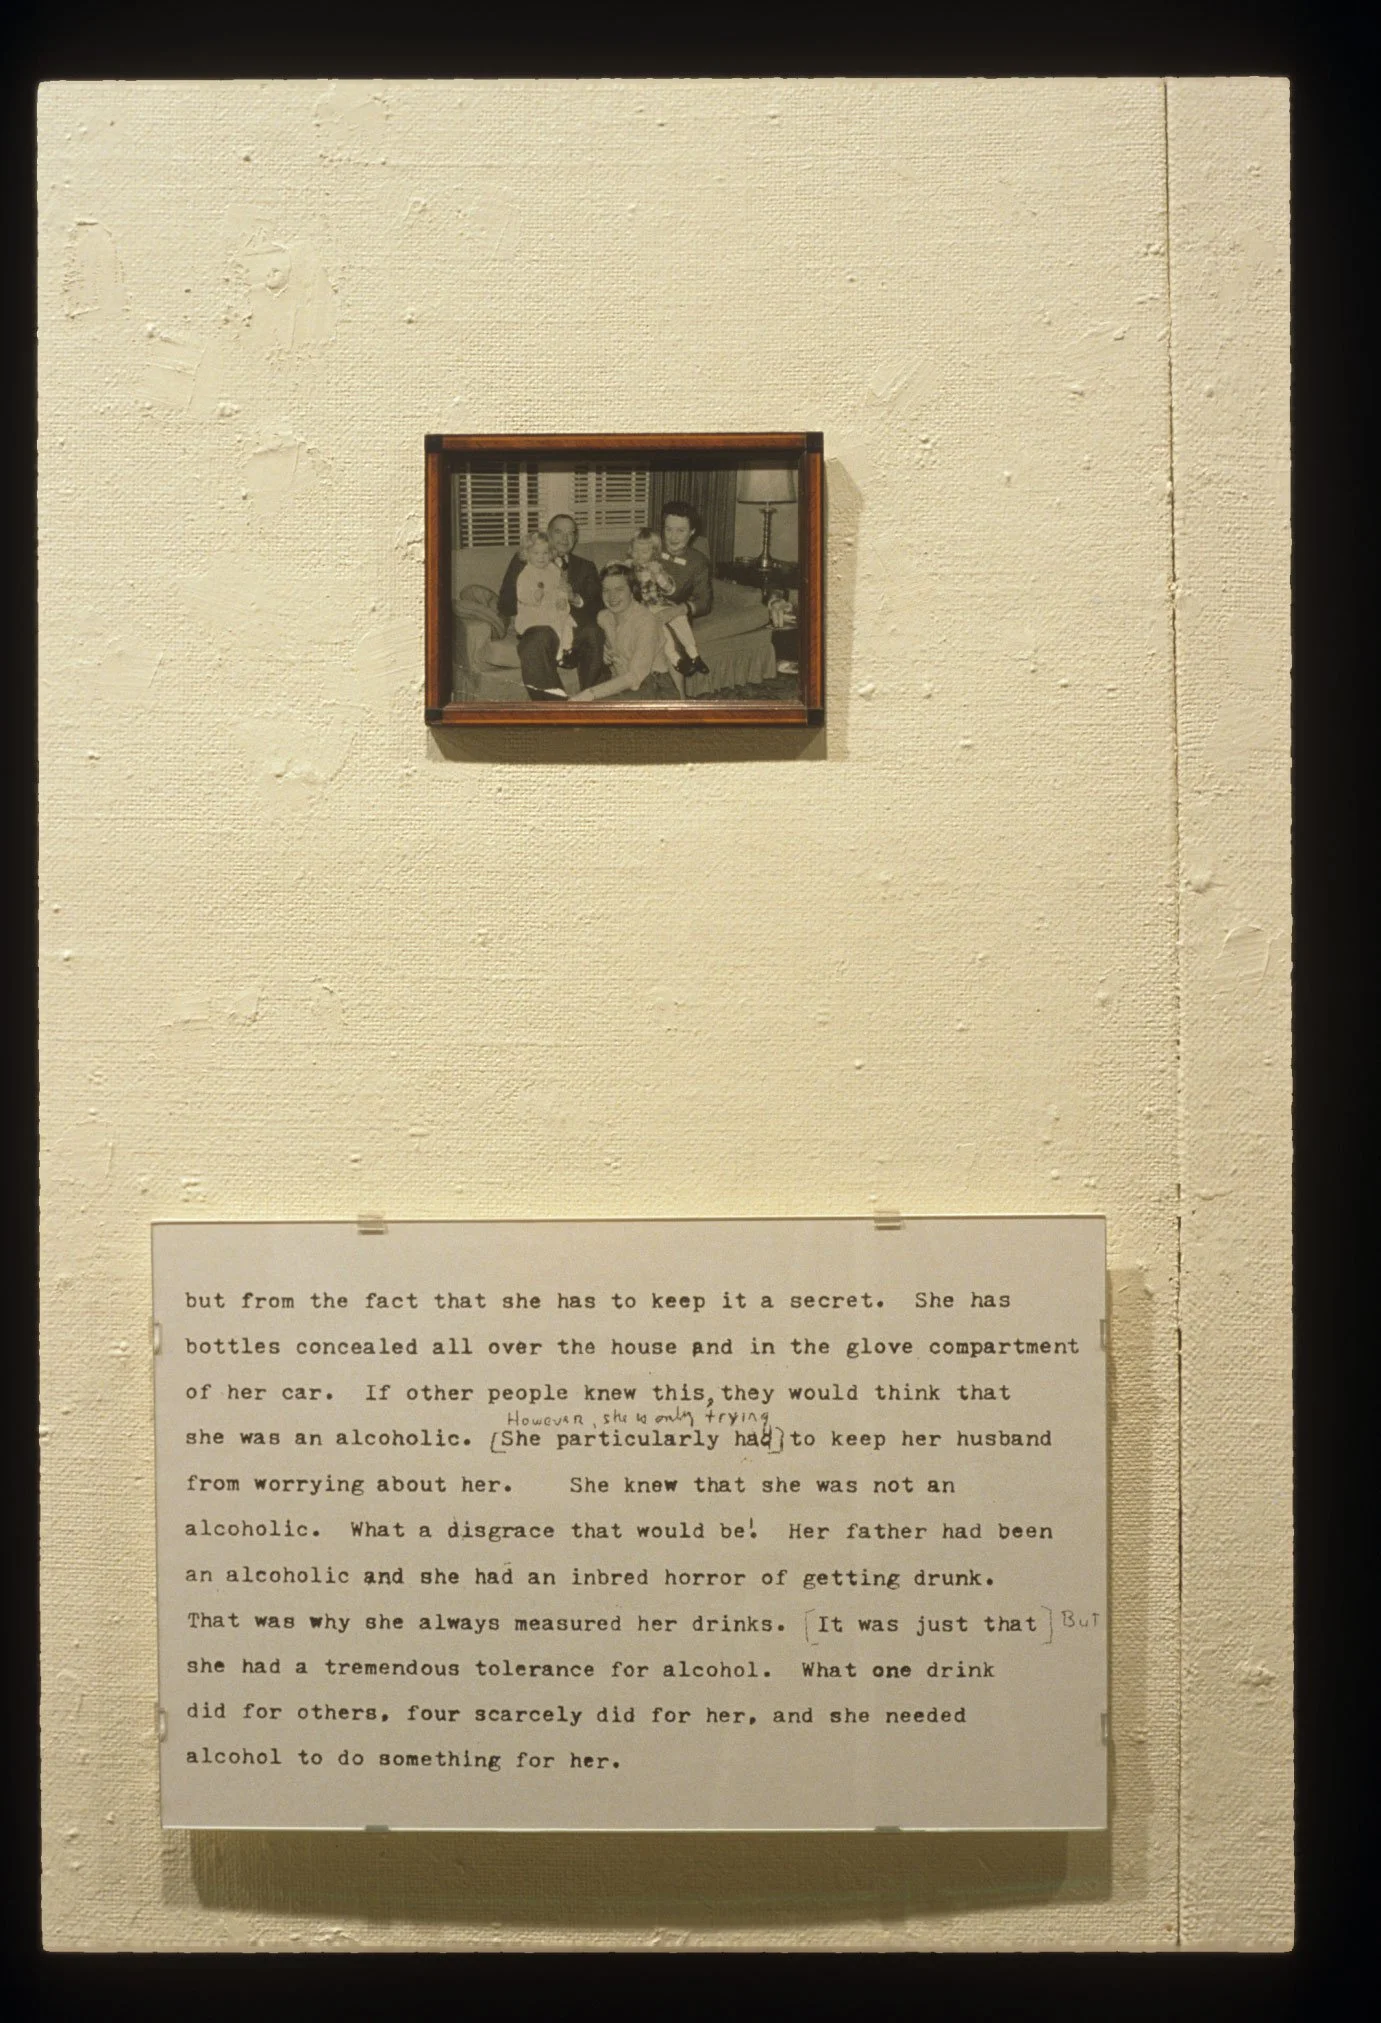 but from the fact that she has to keep it a secret.  She has
bottles concealed all over the house and in the glove compartment
of her car.  If other people knew this, they would think that
However, she is only trying
she was an alcoholic. [She particularly had] to keep her husband
from worrying about her.    She knew that she was not an
alcoholic.  What a disgrace that would be!  Her father had been
an alcoholic and she had an inbred horror of getting drunk.
That was why she always measured her drinks. [It was just that] But
she had a tremendous tolerance for alcohol.  What one drink
did for others, four scarcely did for her, and she needed
alcohol to do something for her.